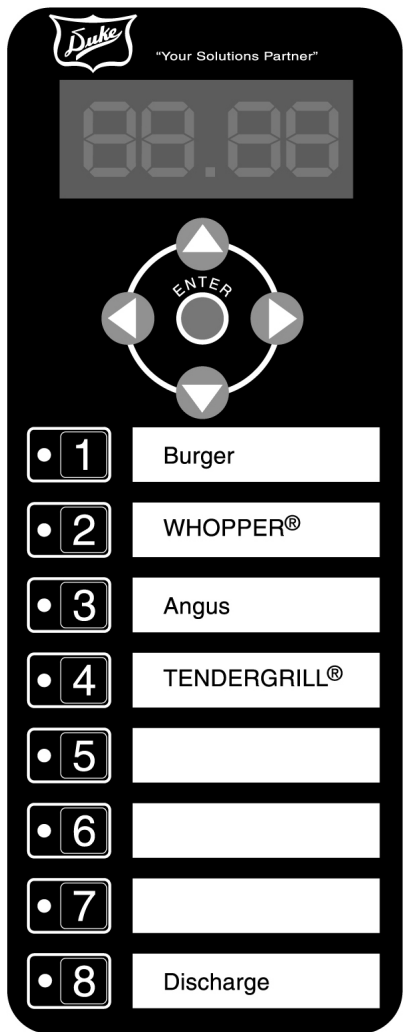 Duke
"Your Solutions Partner"
88.88
ENTER
1 Burger
2 WHOPPER®
3 Angus
4 TENDERGRILL®
5
6
7
8 Discharge